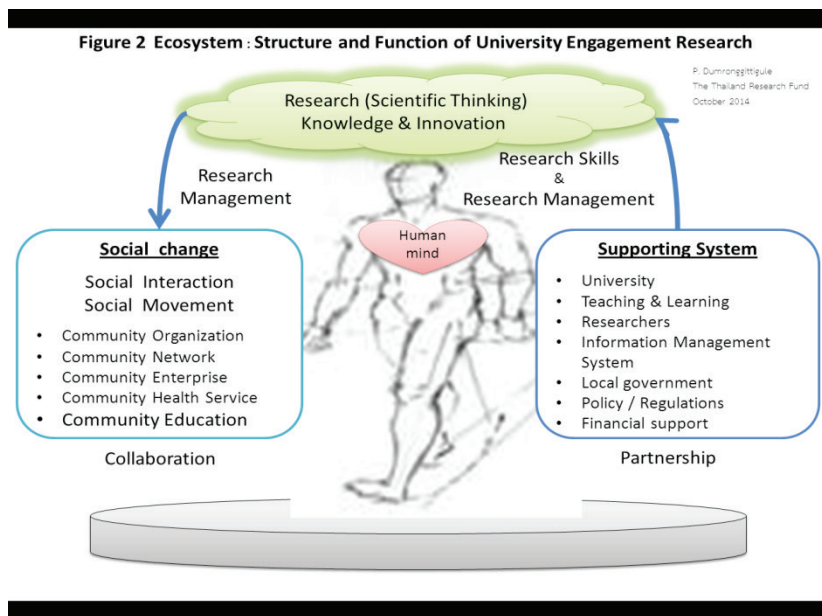 Figure 2 Ecosystem : Structure and Function of University Engagement Research
P. Dumronggittigule
The Thailand Research Fund
October 2014
Research (Scientific Thinking)
Knowledge & Innovation
Research
Management
Research Skills
&
Research Management
Human
mind
Social change
Social Interaction
Social Movement
• Community Organization
• Community Network
• Community Enterprise
• Community Health Service
• Community Education
Collaboration
Supporting System
• University
• Teaching & Learning
• Researchers
• Information Management
System
• Local government
• Policy / Regulations
• Financial support
Partnership